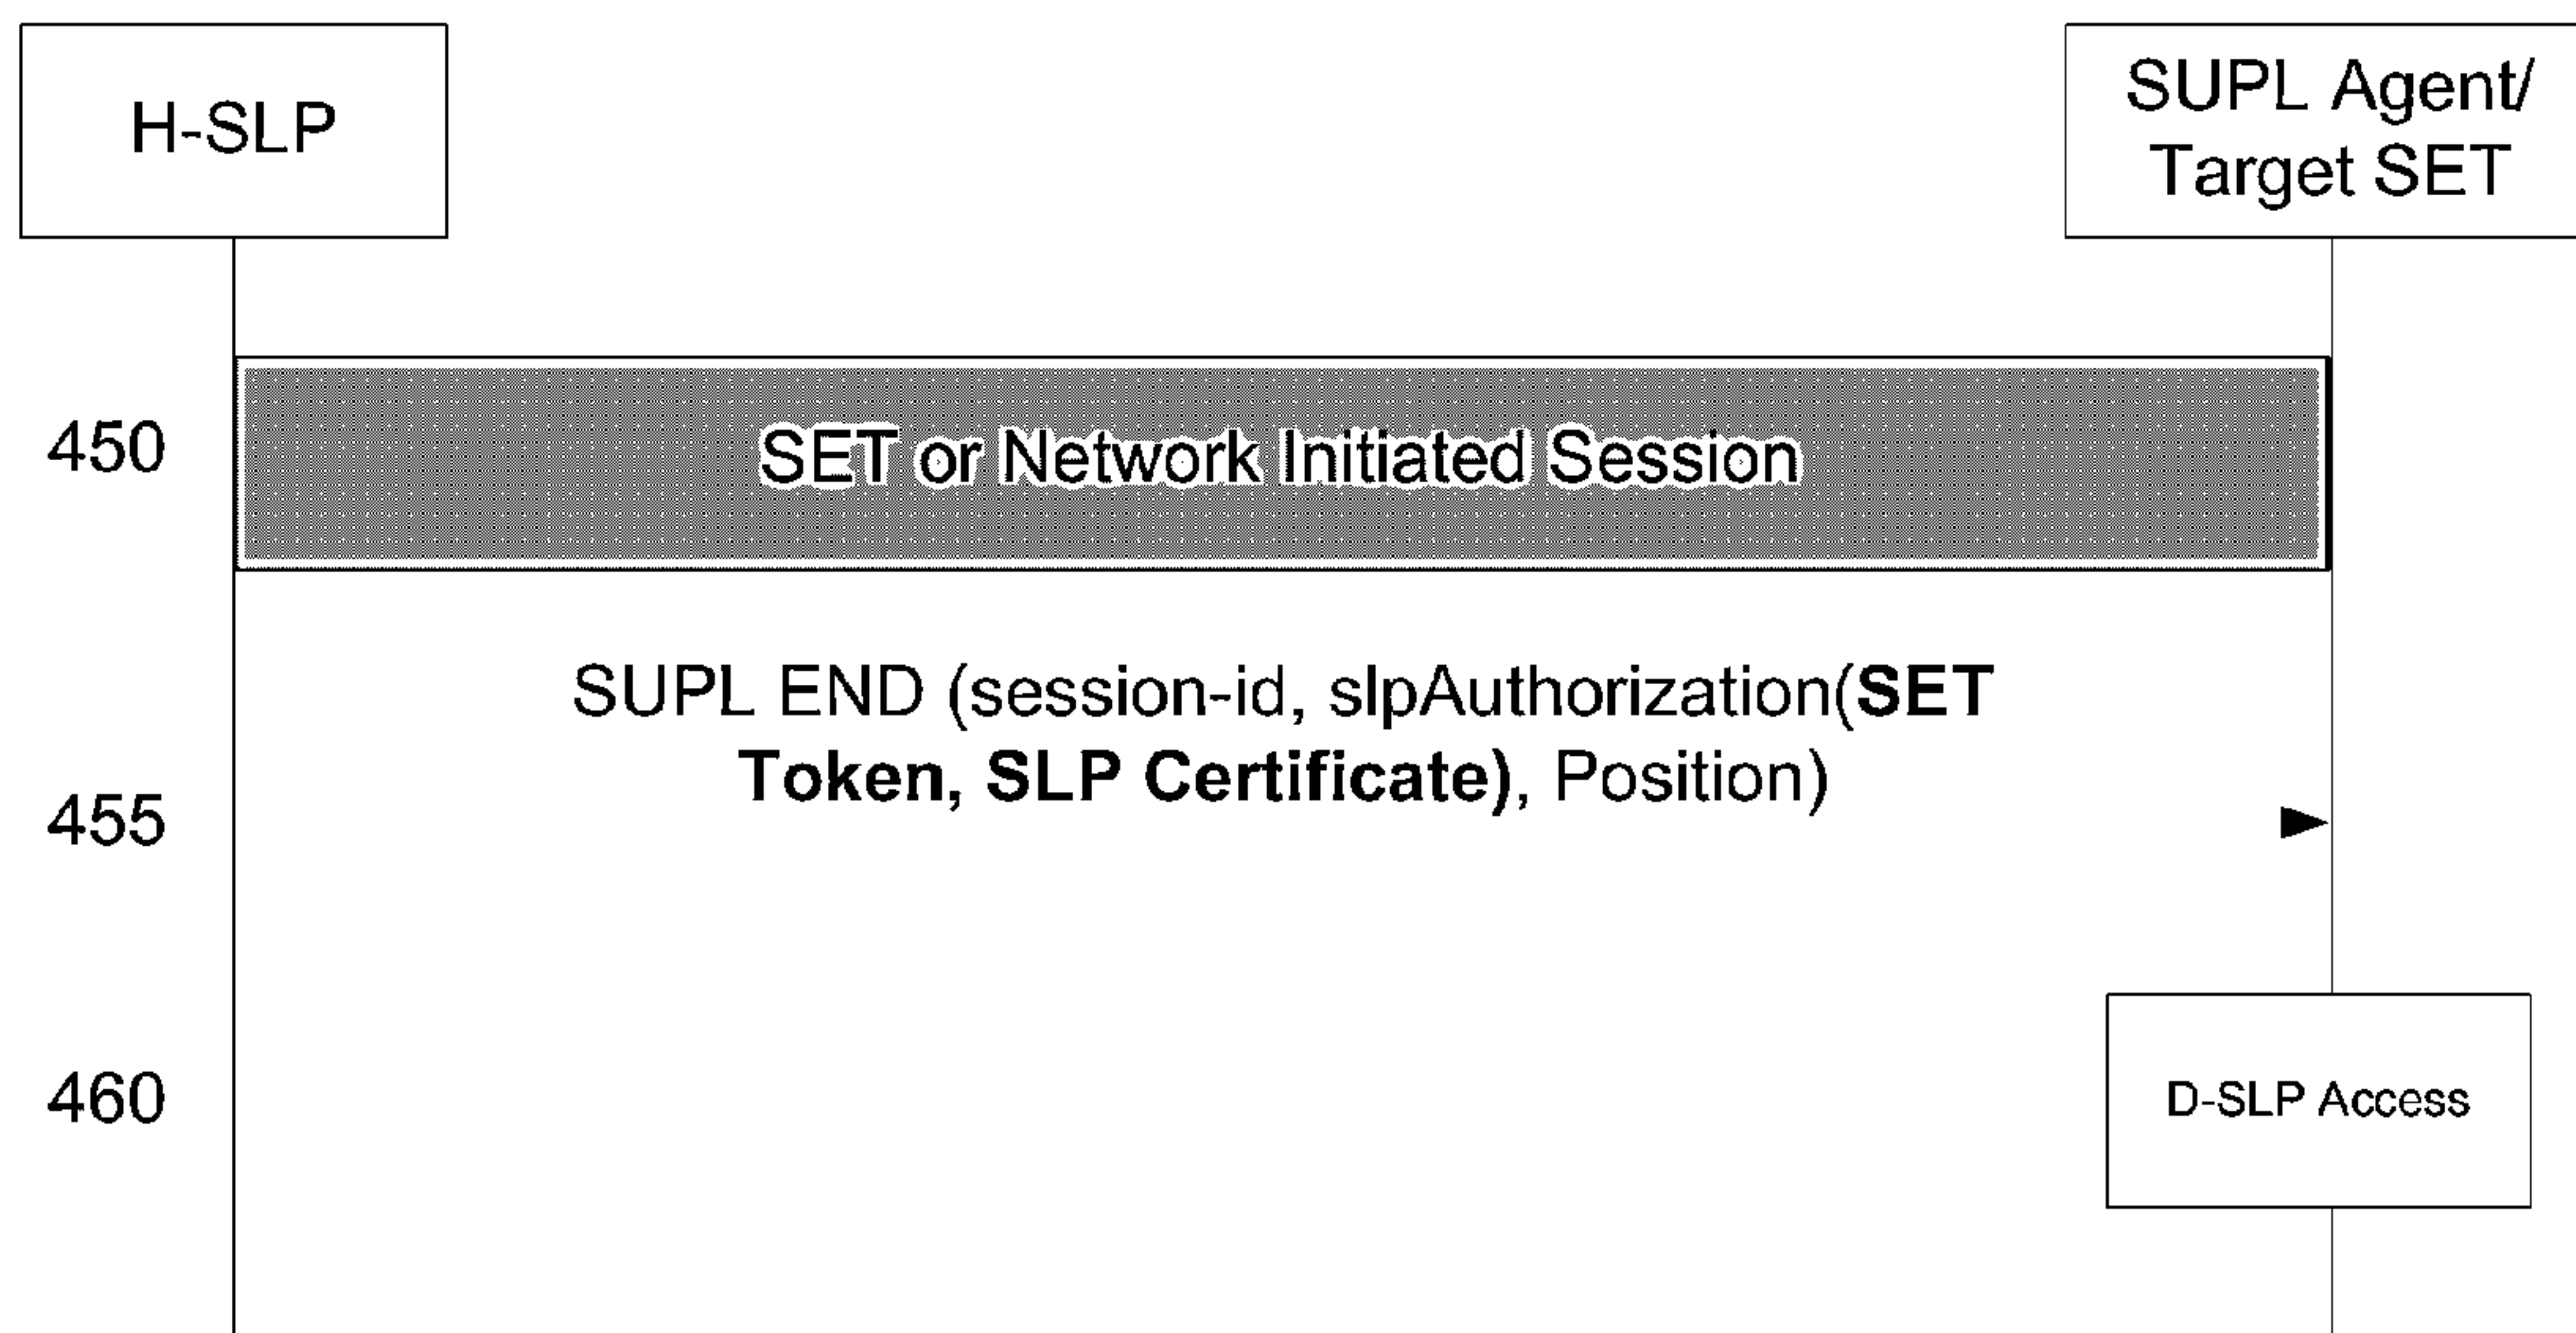 H-SLP
SUPL Agent/
Target SET
450
SET or Network Initiated Session
SUPL END (session-id, slpAuthorization(SET
Token, SLP Certificate), Position)
455
460
D-SLP Access